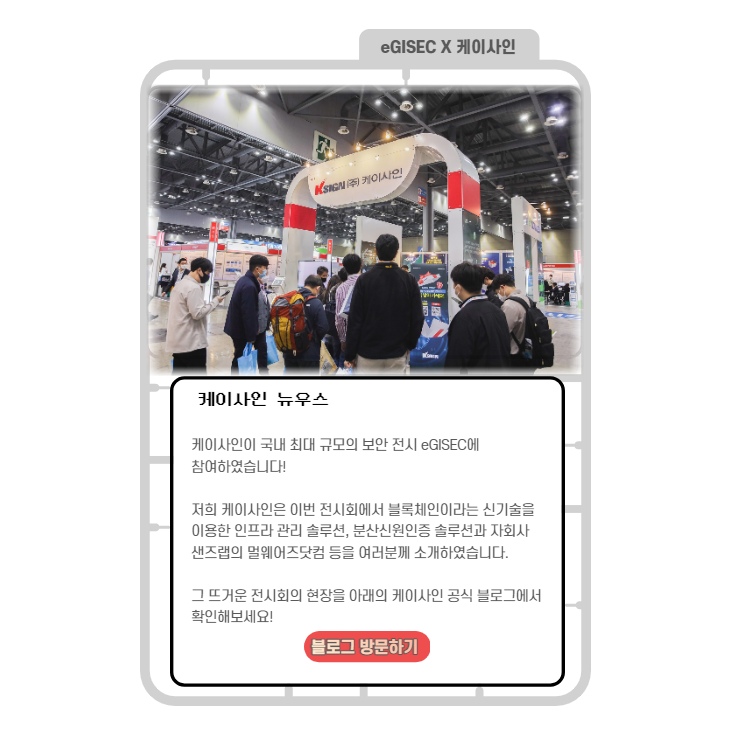 eGISEC X 케이사인
KSIGN (주) 케이사인
KSIGN
케이사인 뉴우스
케이사인이 국내 최대 규모의 보안 전시 eGISEC에
참여하였습니다!
저희 케이사인은 이번 전시회에서 블록체인이라는 신기술을
이용한 인프라 관리 솔루션, 분산신원인증 솔루션과 자회사
샌즈랩의 멀웨어즈닷컴 등을 여러분께 소개하였습니다.
그 뜨거운 전시회의 현장을 아래의 케이사인 공식 블로그에서
확인해보세요!
블로그 방문하기